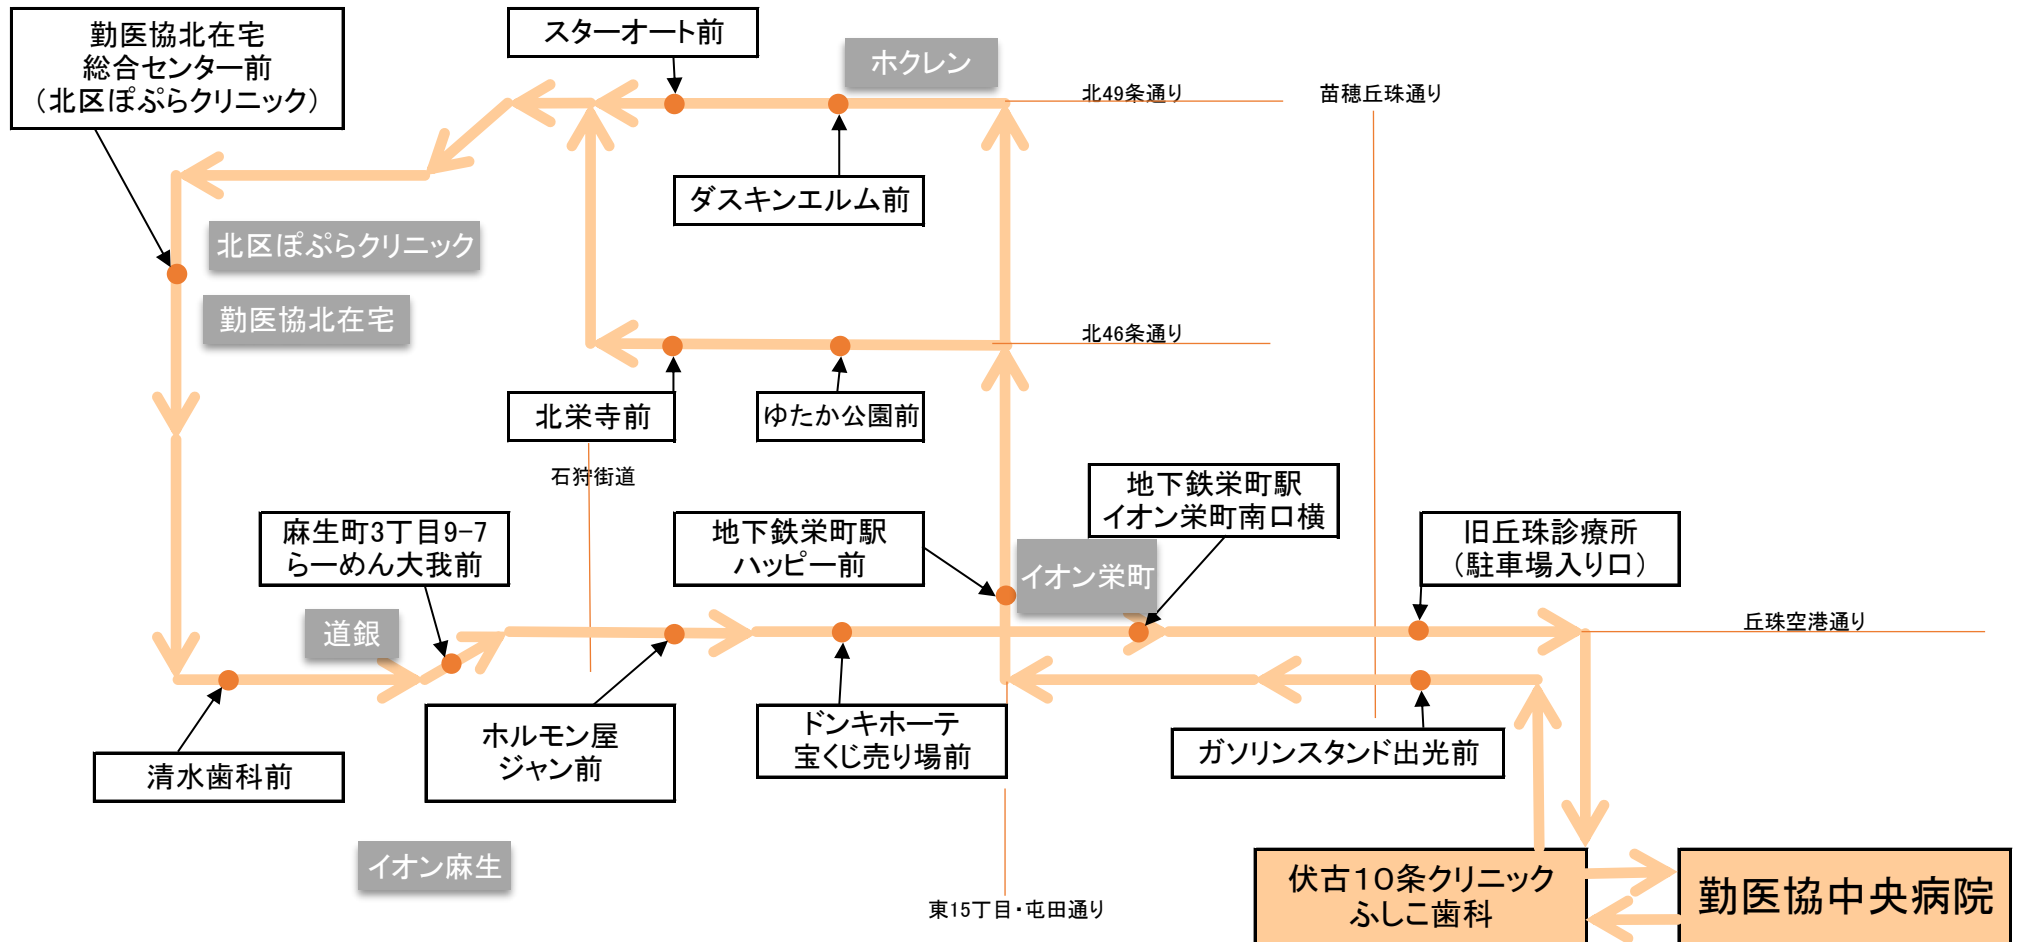 勤医協北在宅
総合センター前
（北区ぽぷらクリニック）
スターオート前
ホクレン
北49条通り
苗穂丘珠通り
ダスキンエルム前
北区ぽぷらクリニック
勤医協北在宅
北46条通り
北栄寺前
ゆたか公園前
石狩街道
地下鉄栄町駅
イオン栄町南口横
麻生町3丁目9-7
らーめん大我前
地下鉄栄町駅
ハッピー前
イオン栄町
旧丘珠診療所
（駐車場入り口）
道銀
丘珠空港通り
清水歯科前
ホルモン屋
ジャン前
ドンキホーテ
宝くじ売り場前
ガソリンスタンド出光前
イオン麻生
東15丁目・屯田通り
伏古１０条クリニック
ふしこ歯科
勤医協中央病院